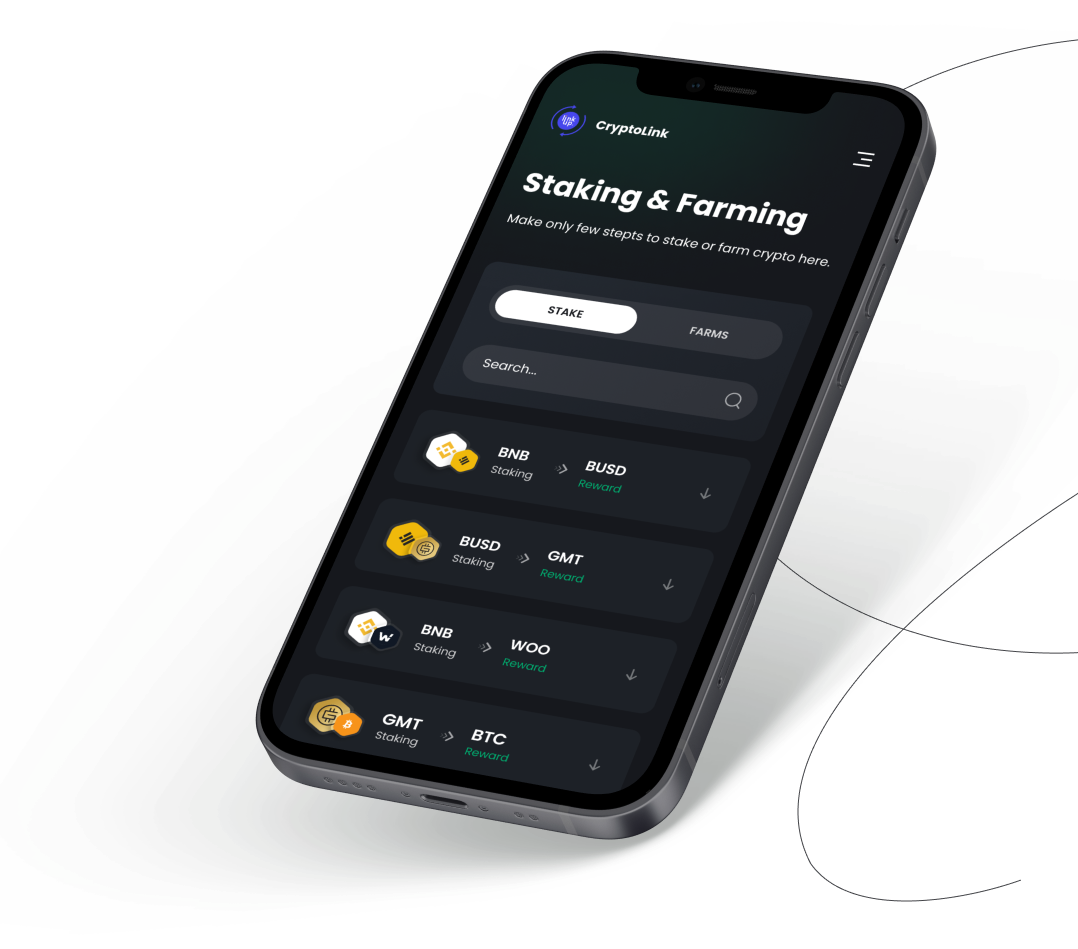 link
up
CryptoLink
Staking & Farming
Make only few stepts to stake or farm crypto here.
STAKE
FARMS
Search...
BNB
Staking
BUSD
Reward
BUSD
Staking
GMT
Reward
BNB
Staking
WOO
Reward
GMT
Staking
BTC
Reward